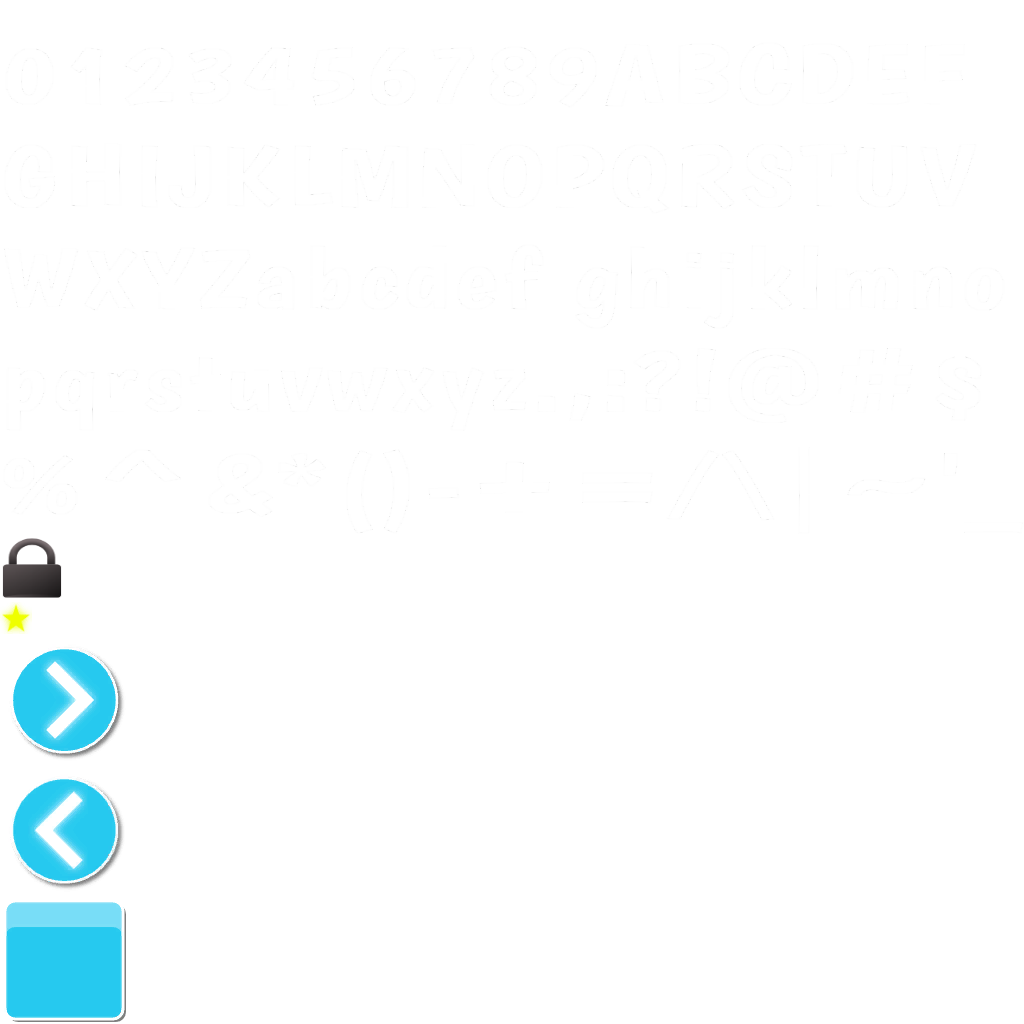 0123456789ABCDEF
GHIJKLMNOPQRSTUV
WXYZabcdefghijklmno
pqrstuvwxyz.,:?!@#$
%^&*()-+=/\|~'